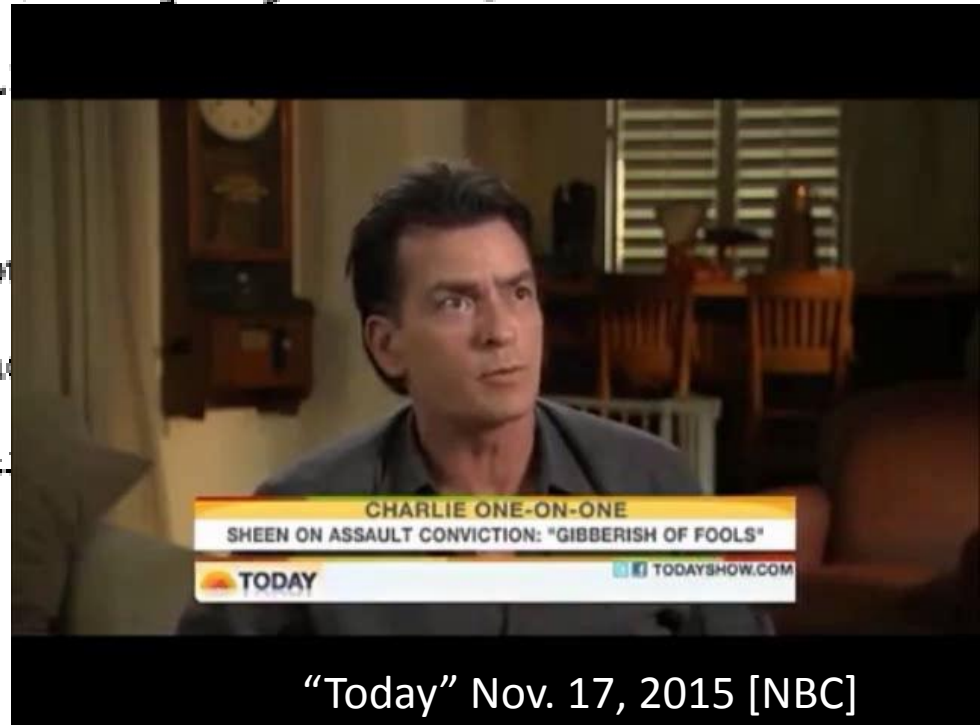 CHARLIE ONE-ON-ONE
SHEEN ON ASSAULT CONVICTION: "GIBBERISH OF FOOLS"
TODAY
TODAYSHOW.COM
“Today” Nov. 17, 2015 [NBC]